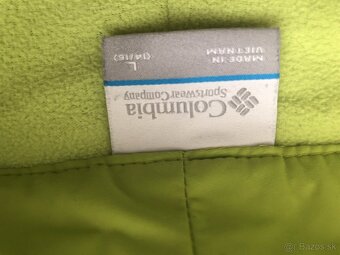 Columbia
Sportswear Company
L
(14/16)
MADE IN
VIETNAM
© Bazos.sk